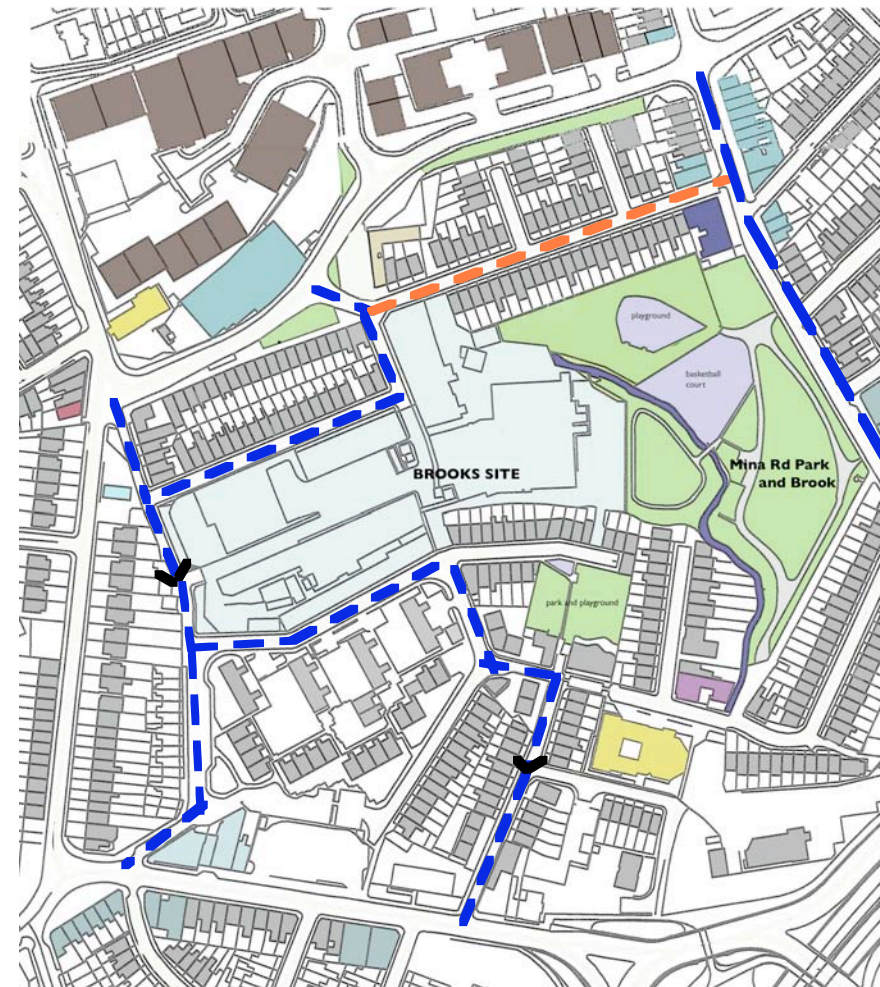 playground
basketball
court
BROOKS SITE
Mina Rd Park
and Brook
park and playground